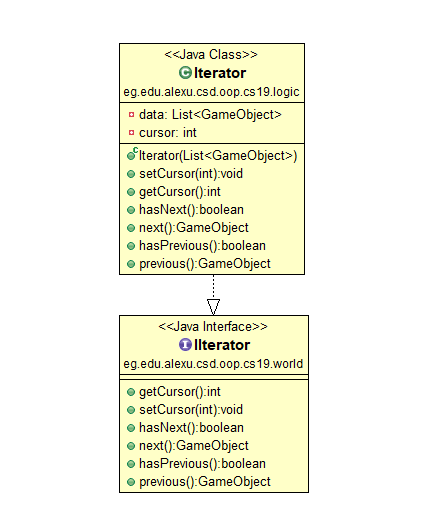 <<Java Class>>
Iterator
eg.edu.alexu.csd.oop.cs19.logic
data: List<GameObject>
cursor: int
Iterator(List<GameObject>)
setCursor(int):void
getCursor():int
hasNext():boolean
next():GameObject
hasPrevious():boolean
previous():GameObject
<<Java Interface>>
IIterator
eg.edu.alexu.csd.oop.cs19.world
getCursor():int
setCursor(int):void
hasNext():boolean
next():GameObject
hasPrevious():boolean
previous():GameObject